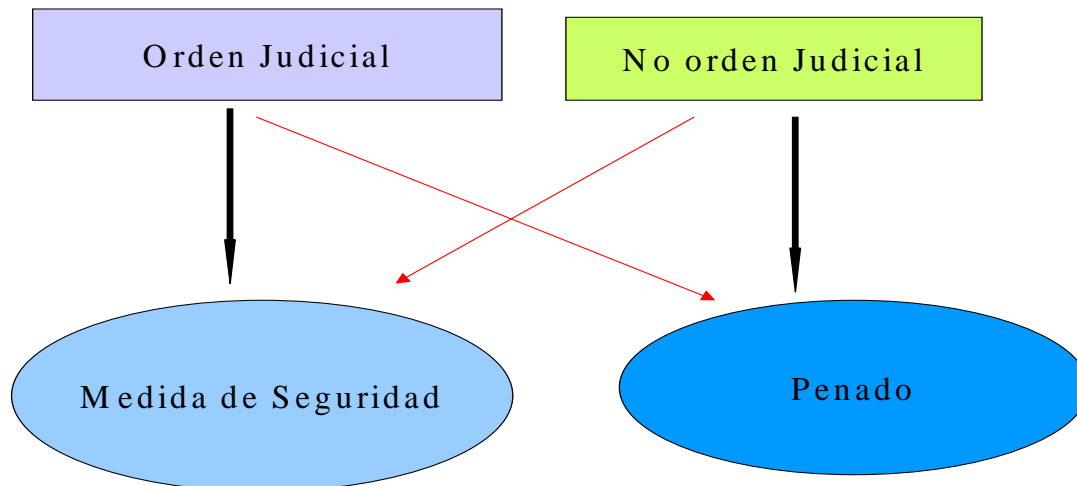 Orden Judicial
No orden Judicial
Medida de Seguridad
Penado